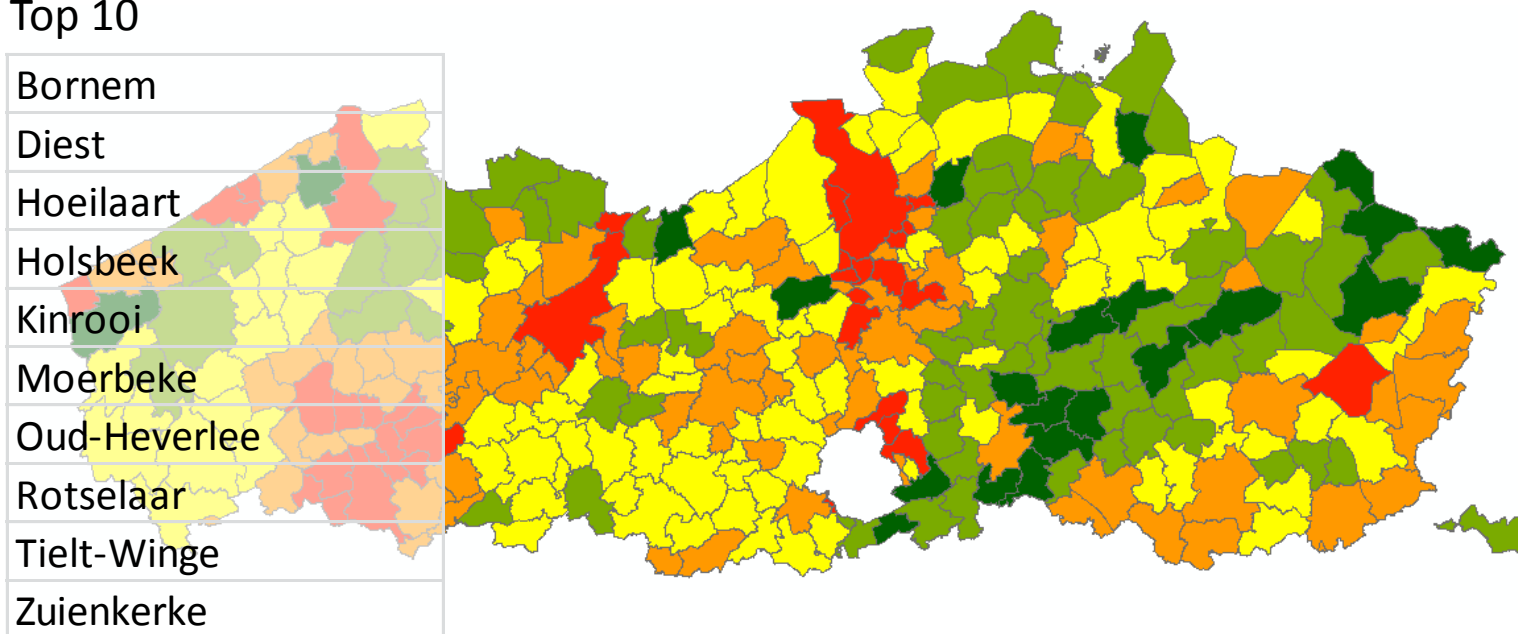 Top 10
Bornem
Diest
Hoeilaart
Holsbeek
Kinrooi
Moerbeke
Oud-Heverlee
Rotselaar
Tielt-Winge
Zuienkerke